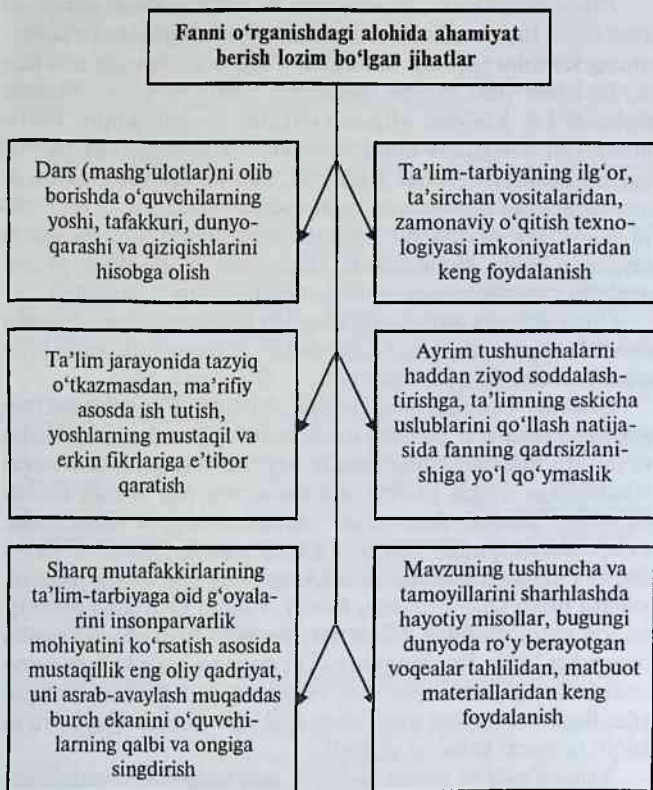 Fanni o‘rganishdagi alohida ahamiyat
berish lozim bo‘lgan jihatlar
Dars (mashg‘ulotlar)ni olib
borishda o‘quvchilarning
yoshi, tafakkuri, dunyo-
qarashi va qiziqishlarini
hisobga olish
Ta’lim-tarbiyaning ilg‘or,
ta’sirchan vositalaridan,
zamonaviy o‘qitish texno-
logiyasi imkoniyatlaridan
keng foydalanish
Ta’lim jarayonida tazyiq
o‘tkazmasdan, ma’rifiy
asosda ish tutish,
yoshlarning mustaqil va
erkin fikrlariga e’tibor
qaratish
Ayrim tushunchalarni
haddan ziyod soddalash-
tirishga, ta’limning eskicha
uslublarini qo‘llash natija-
sida fanning qadrsizlani-
shiga yo‘l qo‘ymaslik
Sharq mutafakkirlarining
ta’lim-tarbiyaga oid g‘oyala-
rini insonparvarlik
mohiyatini ko‘rsatish asosida
mustaqillik eng oliy qadriyat,
uni asrab-avaylash muqaddas
burch ekanini o‘quvchi-
larning qalbi va ongiga
singdirish
Mavzuning tushuncha va
tamoyillarini sharhlashda
hayotiy misollar, bugungi
dunyoda ro‘y berayotgan
voqealar tahlilidan, matbuot
materiallaridan keng
foydalanish